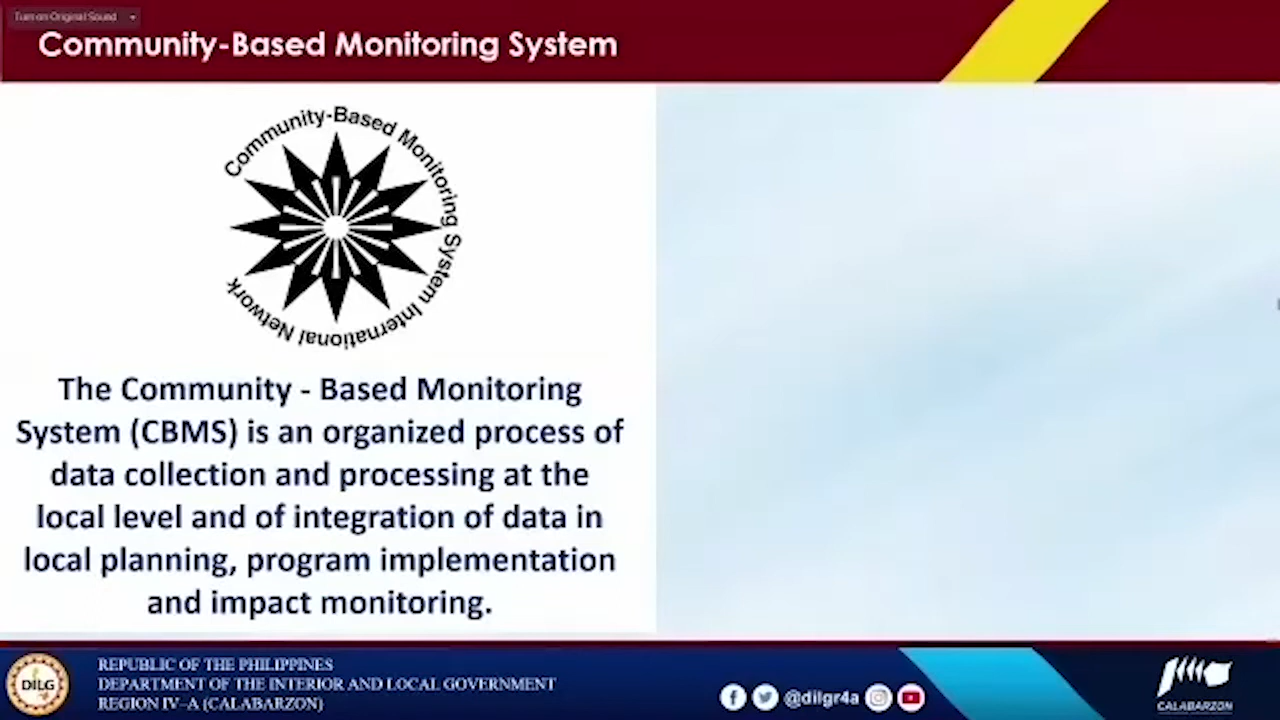 Turn on Original Sound
Community-Based Monitoring System
Community-Based Monitoring System International Network
The Community - Based Monitoring
System (CBMS) is an organized process of
data collection and processing at the
local level and of integration of data in
local planning, program implementation
and impact monitoring.
DILG
REPUBLIC OF THE PHILIPPINES
DEPARTMENT OF THE INTERIOR AND LOCAL GOVERNMENT
REGION IV–A (CALABARZON)
@dilgr4a
CALABARZON